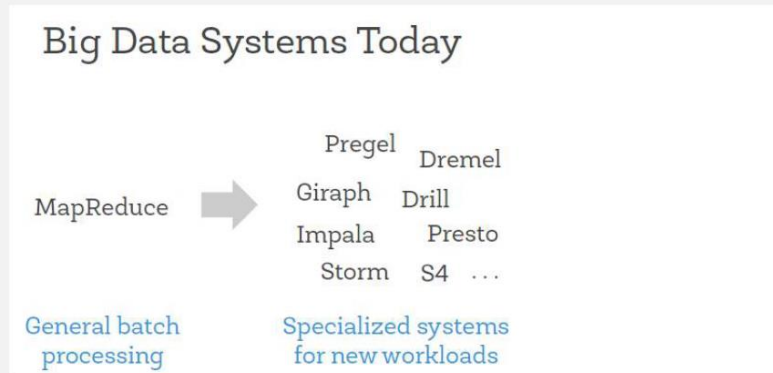 Big Data Systems Today
Pregel
Dremel
MapReduce
Giraph
Drill
Impala
Presto
Storm
S4 ...
General batch
processing
Specialized systems
for new workloads